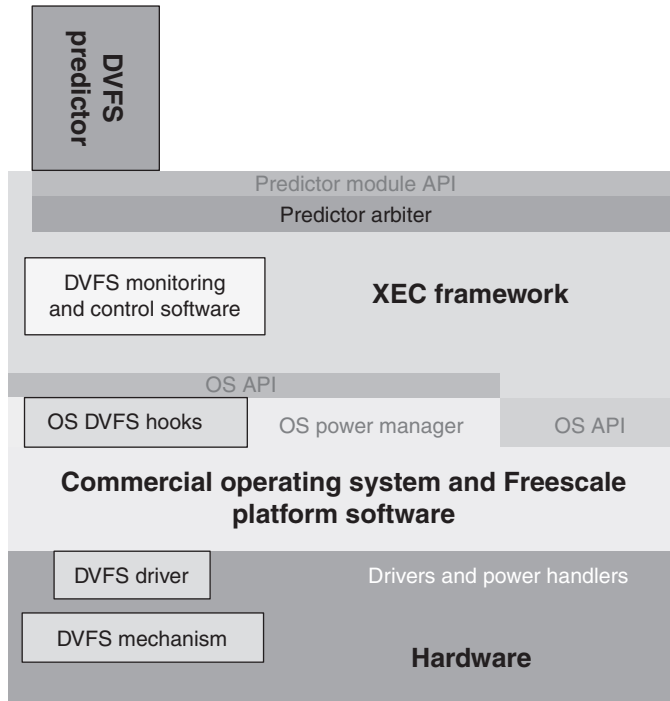 DVFS
predictor
Predictor module API
Predictor arbiter
DVFS monitoring
and control software
XEC framework
OS API
OS DVFS hooks
OS power manager
OS API
Commercial operating system and Freescale
platform software
DVFS driver
Drivers and power handlers
DVFS mechanism
Hardware